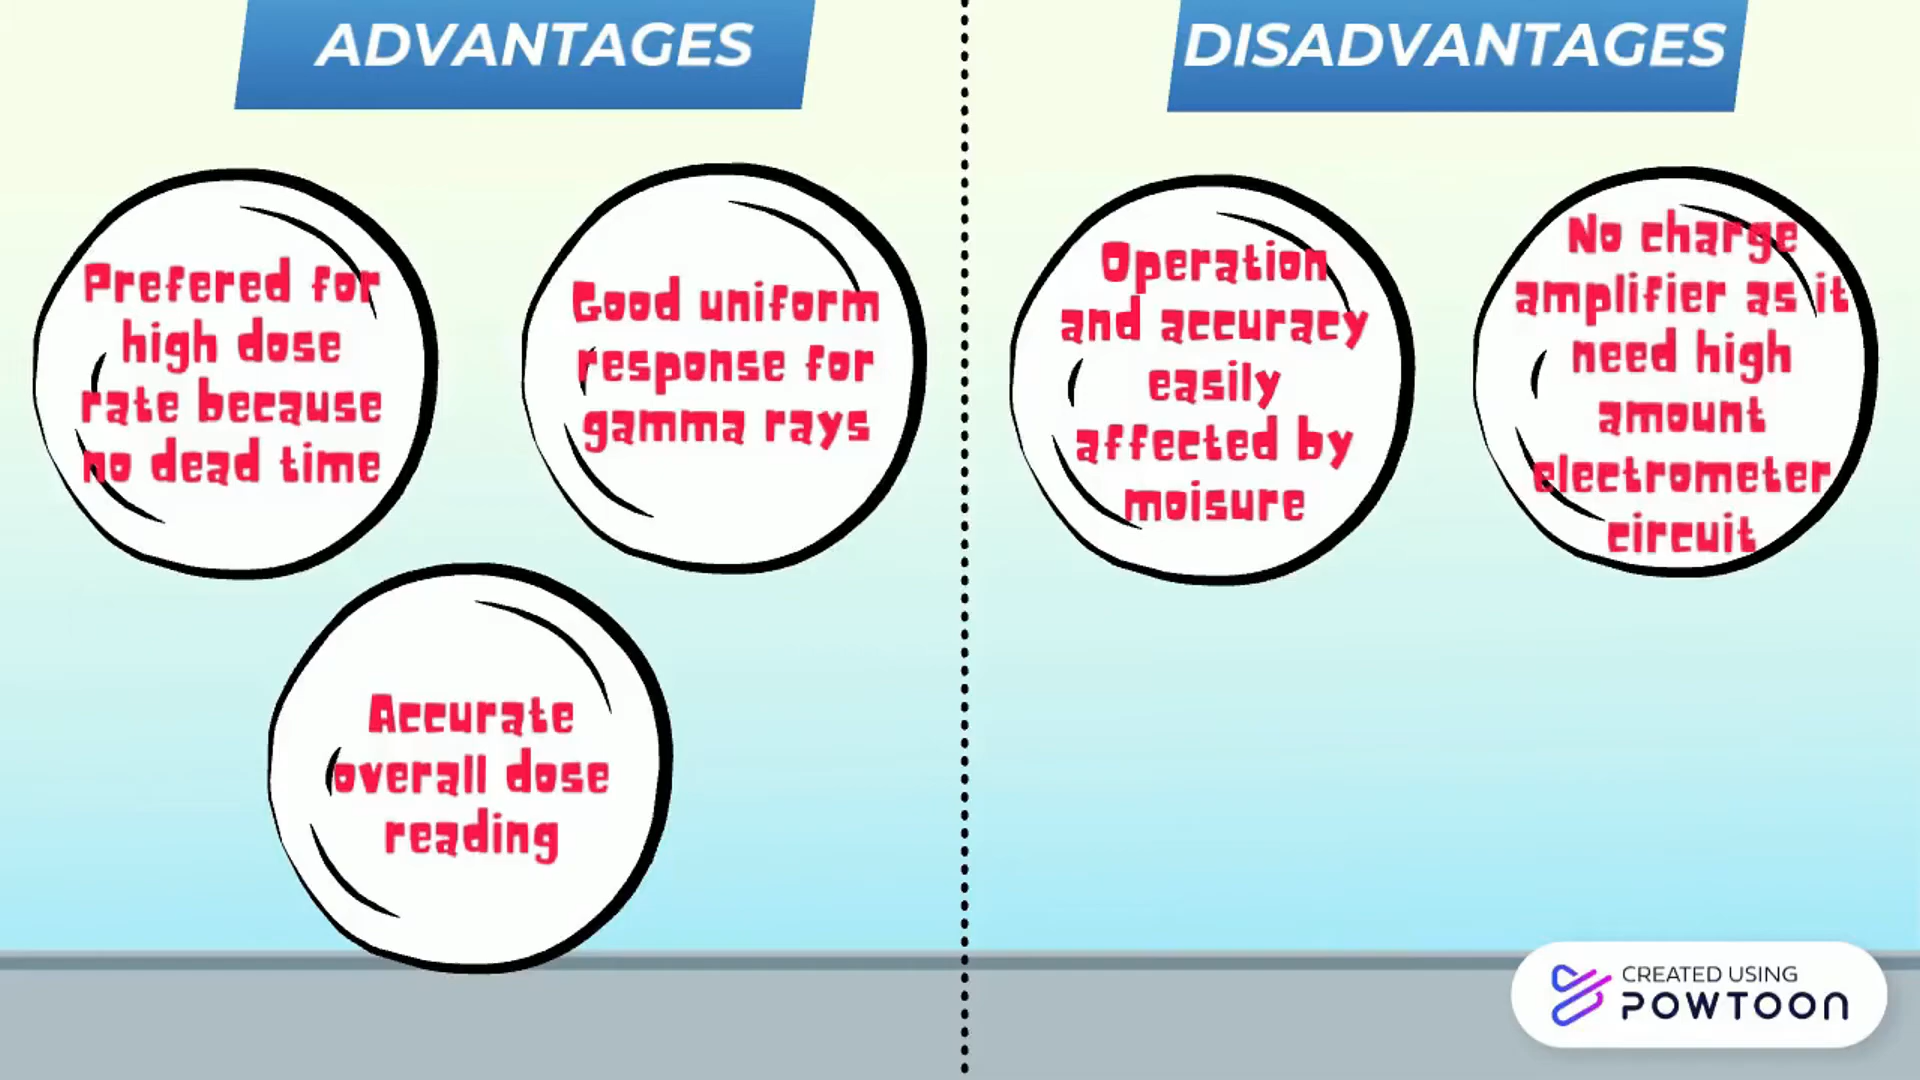 ADVANTAGES
Prefered for
high dose
rate because
no dead time
Good uniform
response for
gamma rays
Accurate
overall dose
reading
DISADVANTAGES
Operation
and accuracy
easily
affected by
moisure
No charge
amplifier as it
need high
amount
electrometer
circuit
CREATED USING
POWTOON